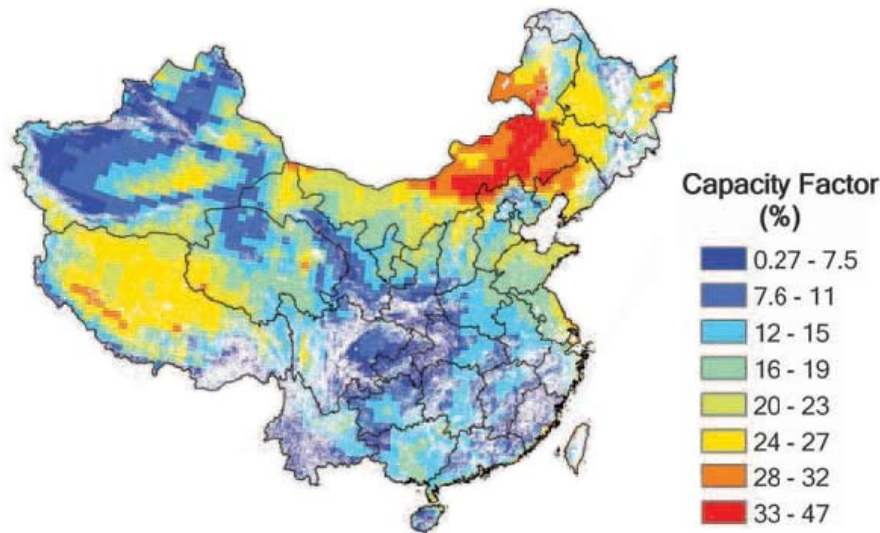 Capacity Factor
(%)
0.27 - 7.5
7.6 - 11
12 - 15
16 - 19
20 - 23
24 - 27
28 - 32
33 - 47